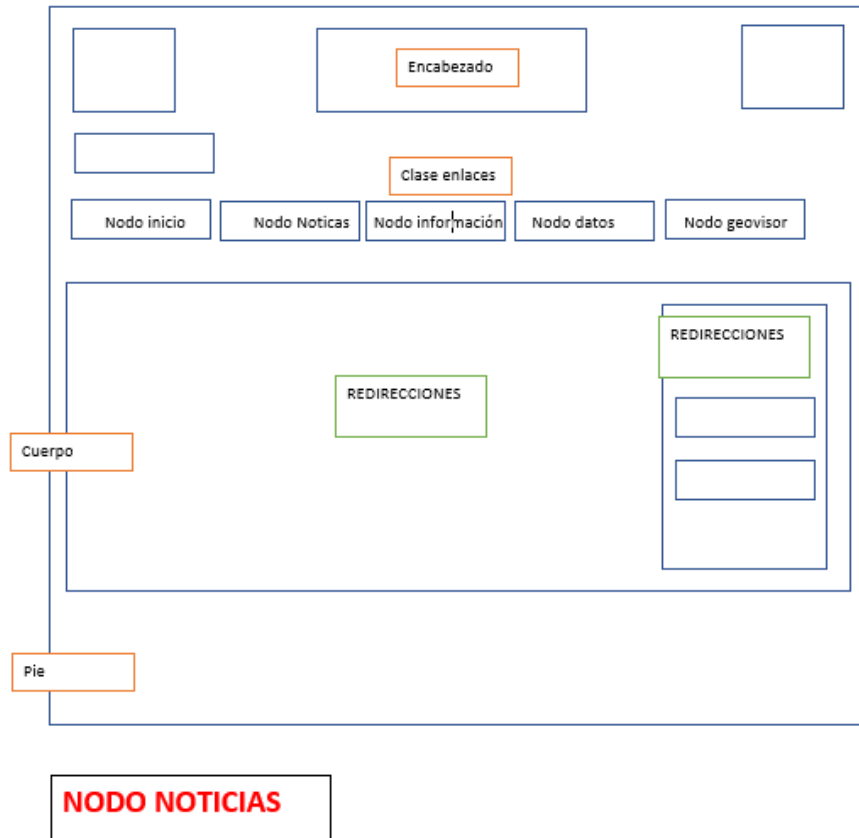 Encabezado
Clase enlaces
Nodo inicio
Nodo Noticas
Nodo información
Nodo datos
Nodo geovisor
REDIRECCIONES
REDIRECCIONES
Cuerpo
Pie
NODO NOTICIAS